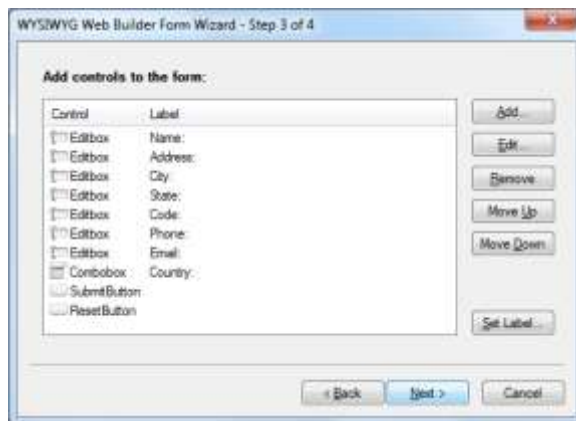 WYSIWYG Web Builder Form Wizard - Step 3 of 4
Add controls to the form:
Control Label
Editbox Name:
Editbox Address:
Editbox City:
Editbox State:
Editbox Code:
Editbox Phone:
Editbox Email:
Combobox Country:
SubmitButton
ResetButton
Add...
Edit...
Remove
Move Up
Move Down
Set Label...
< Back Next > Cancel